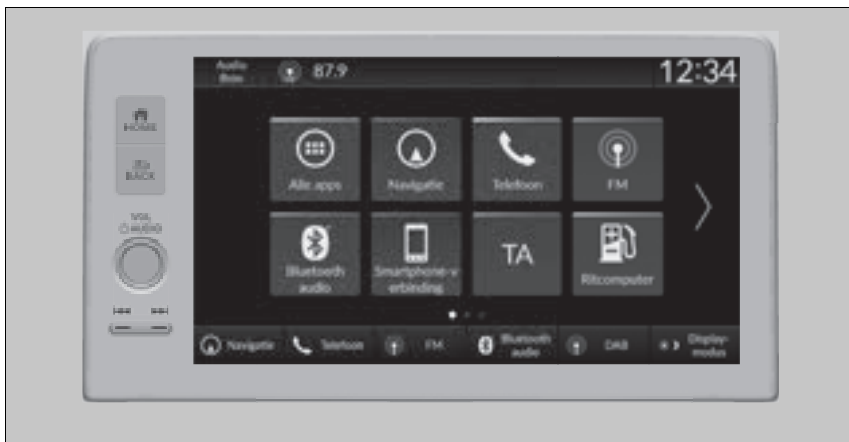 Audio
87.9
12:34
HOME
BACK
VOL
AUDIO
Alle apps
Navigatie
Telefoon
FM
Bluetooth
audio
Smartphone-v
erbinding
TA
Ritcomputer
Navigatie
Telefoon
FM
Bluetooth
audio
DAB
Display-
modus